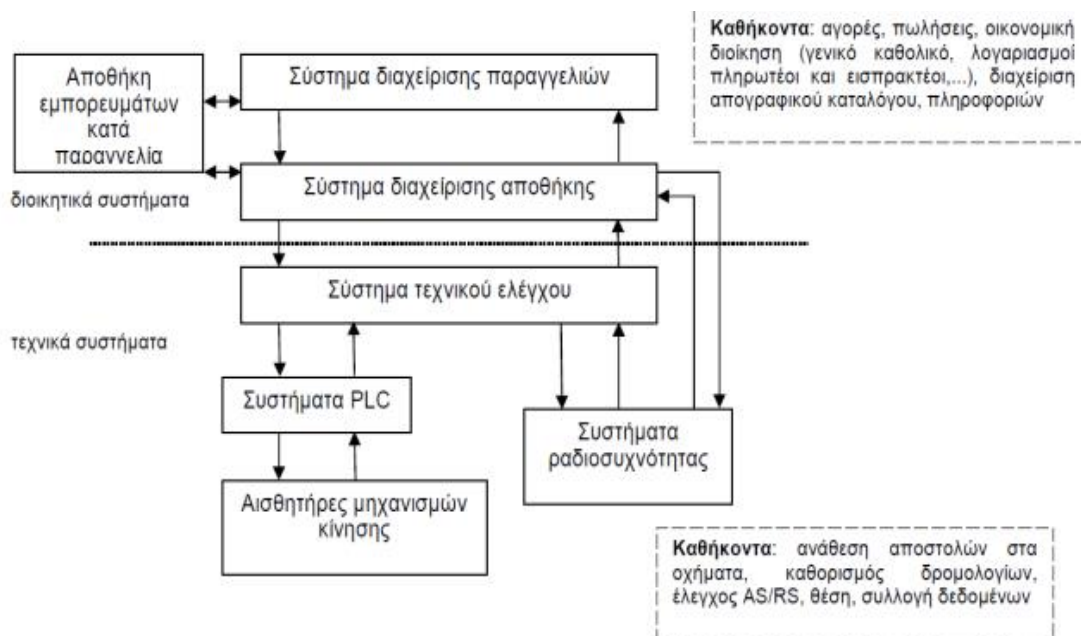 Καθήκοντα: αγορές, πωλήσεις, οικονομική
διοίκηση (γενικό καθολικό, λογαριασμοί
πληρωτέοι και εισπρακτέοι,...), διαχείριση
απογραφικού καταλόγου, πληροφοριών
Αποθήκη
εμπορευμάτων
κατά
παραννελία
Σύστημα διαχείρισης παραγγελιών
Σύστημα διαχείρισης αποθήκης
διοικητικά συστήματα
Σύστημα τεχνικού ελέγχου
τεχνικά συστήματα
Συστήματα PLC
Συστήματα
ραδιοσυχνότητας
Αισθητήρες μηχανισμών
κίνησης
Καθήκοντα: ανάθεση αποστολών στα
οχήματα, καθορισμός δρομολογίων,
έλεγχος AS/RS, θέση, συλλογή δεδομένων